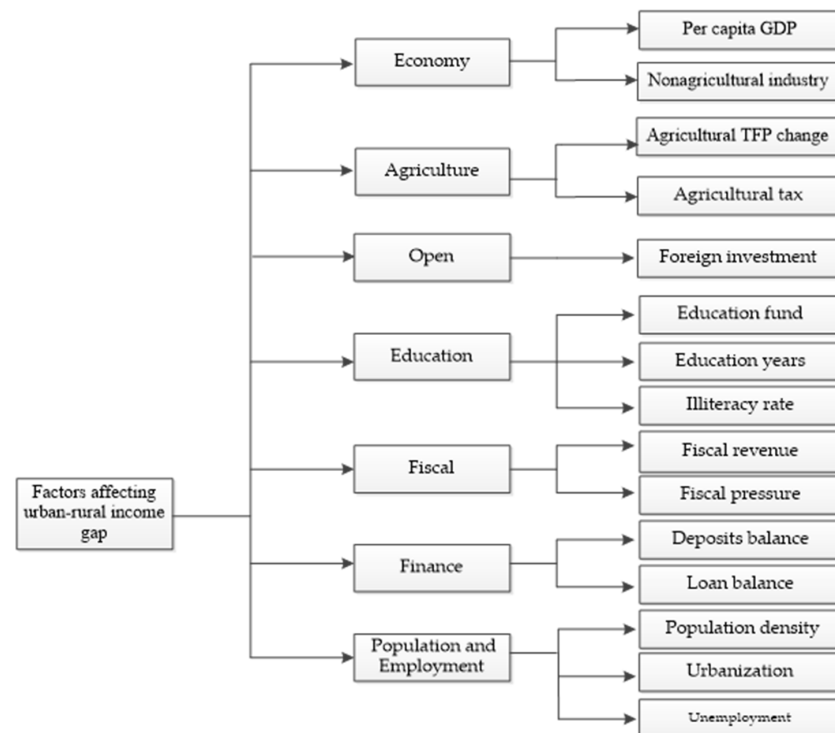 Factors affecting
urban-rural income
gap
Economy
Per capita GDP
Nonagricultural industry
Agriculture
Agricultural TFP change
Agricultural tax
Open
Foreign investment
Education
Education fund
Education years
Illiteracy rate
Fiscal
Fiscal revenue
Fiscal pressure
Finance
Deposits balance
Loan balance
Population and
Employment
Population density
Urbanization
Unemployment